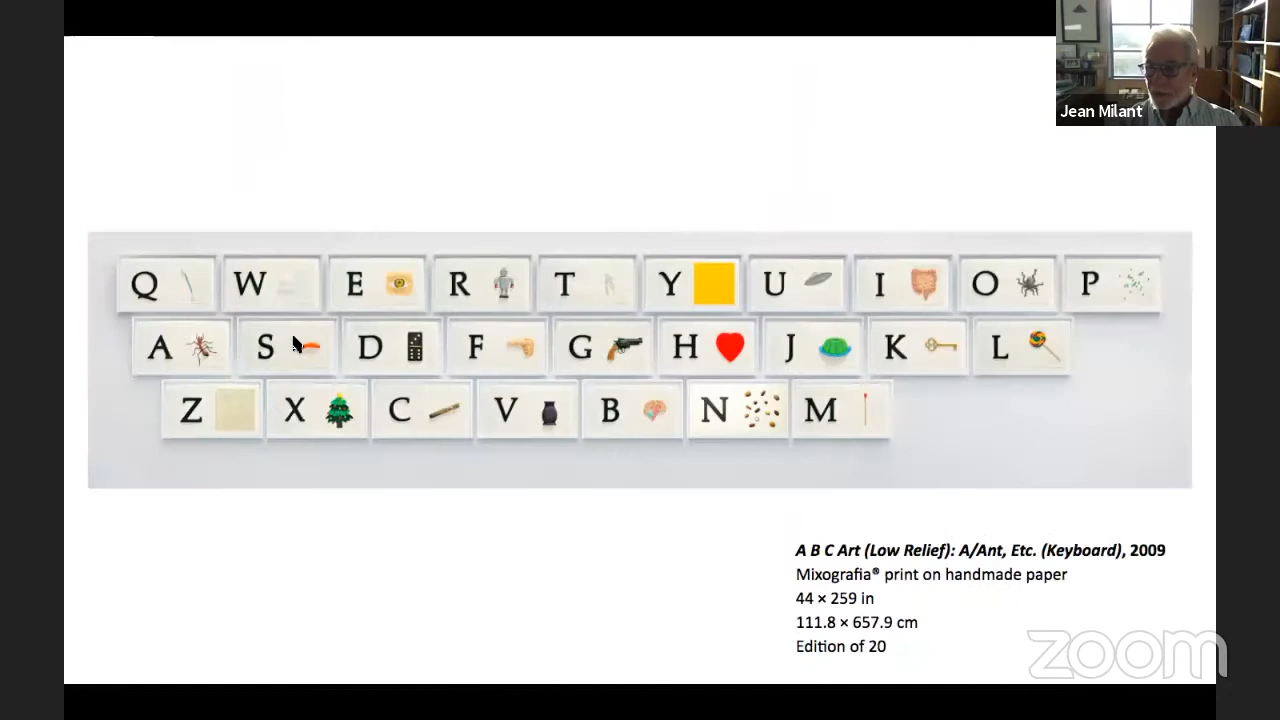 Jean Milant
Q W E R T Y U I O P
A S D F G H J K L
Z X C V B N M
A B C Art (Low Relief): A/Ant, Etc. (Keyboard), 2009
Mixografia® print on handmade paper
44 × 259 in
111.8 × 657.9 cm
Edition of 20
zoom